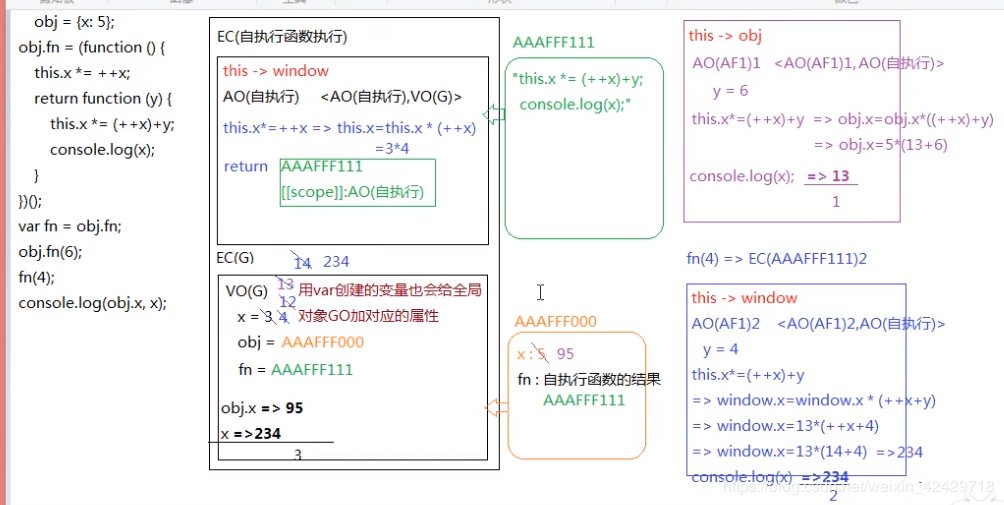 obj = {x: 5};
obj.fn = (function () {
this.x *= ++x;
return function (y) {
this.x *= (++x)+y;
console.log(x);
}
})();
var fn = obj.fn;
obj.fn(6);
fn(4);
console.log(obj.x, x);
EC(自执行函数执行)
this -> window
AO(自执行) <AO(自执行),VO(G)>
this.x*=++x => this.x=this.x * (++x)
=3*4
return AAAFFF111
[[scope]]:AO(自执行)
EC(G)
14 234
VO(G) 13 用var创建的变量也会给全局
12
x = 3 4 对象GO加对应的属性
obj = AAAFFF000
fn = AAAFFF111
obj.x => 95
x =>234
3
AAAFFF111
"this.x *= (++x)+y;
console.log(x);"
AAAFFF000
x : 5 95
fn : 自执行函数的结果
AAAFFF111
this -> obj
AO(AF1)1 <AO(AF1)1,AO(自执行)>
y = 6
this.x*=(++x)+y => obj.x=obj.x*((++x)+y)
=> obj.x=5*(13+6)
console.log(x); => 13
1
fn(4) => EC(AAAFFF111)2
this -> window
AO(AF1)2 <AO(AF1)2,AO(自执行)>
y = 4
this.x*=(++x)+y
=> window.x=window.x * (++x+y)
=> window.x=13*(++x+4)
=> window.x=13*(14+4) =>234
console.log(x) =>234
2
https://blog.csdn.net/weixin_42429718